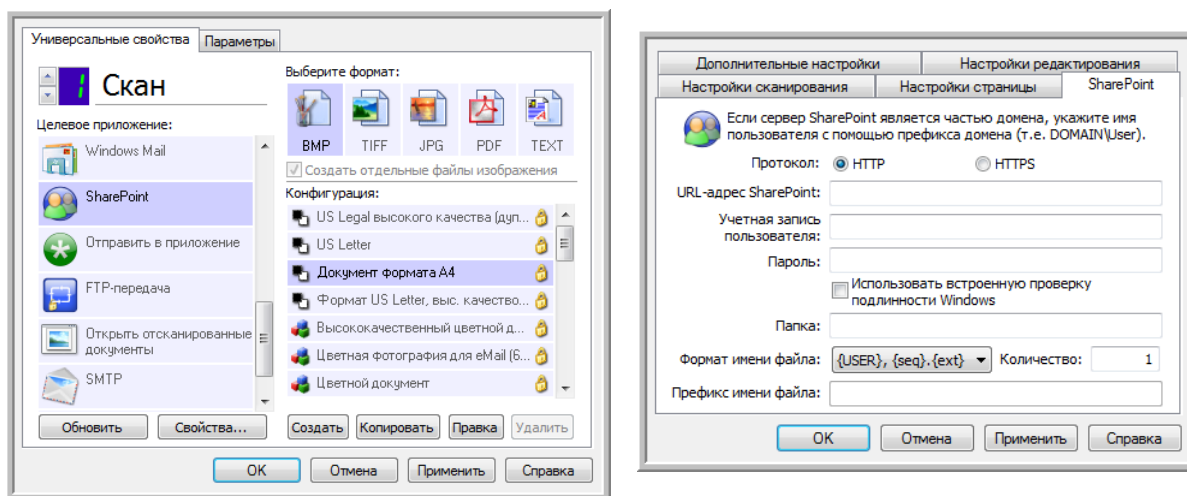 Универсальные свойства
Параметры
1
Скан
Целевое приложение:
Windows Mail
SharePoint
Отправить в приложение
FTP-передача
Открыть отсканированные
документы
SMTP
Обновить
Свойства...
Выберите формат:
BMP
TIFF
JPG
PDF
TEXT
Создать отдельные файлы изображения
Конфигурация:
US Legal высокого качества (дуп...
US Letter
Документ формата A4
Формат US Letter, выс. качество...
Высококачественный цветной д...
Цветная фотография для eMail (6...
Цветной документ
Создать
Копировать
Правка
Удалить
OK
Отмена
Применить
Справка
Дополнительные настройки
Настройки редактирования
Настройки сканирования
Настройки страницы
SharePoint
Если сервер SharePoint является частью домена, укажите имя
пользователя с помощью префикса домена (т.е. DOMAIN\User).
Протокол:
HTTP
HTTPS
URL-адрес SharePoint:
Учетная запись
пользователя:
Пароль:
Использовать встроенную проверку
подлинности Windows
Папка:
Формат имени файла:
{USER}, {seq}.{ext}
Количество:
1
Префикс имени файла:
OK
Отмена
Применить
Справка